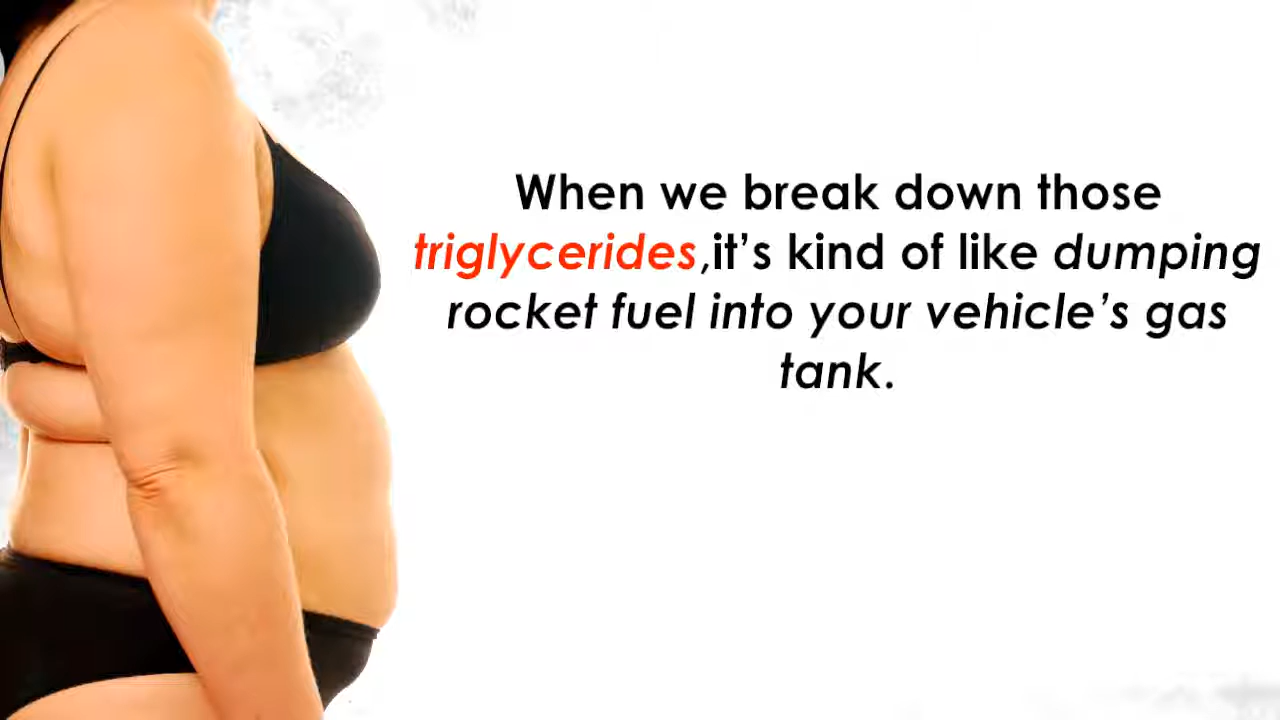 When we break down those
triglycerides,it’s kind of like dumping
rocket fuel into your vehicle’s gas
tank.